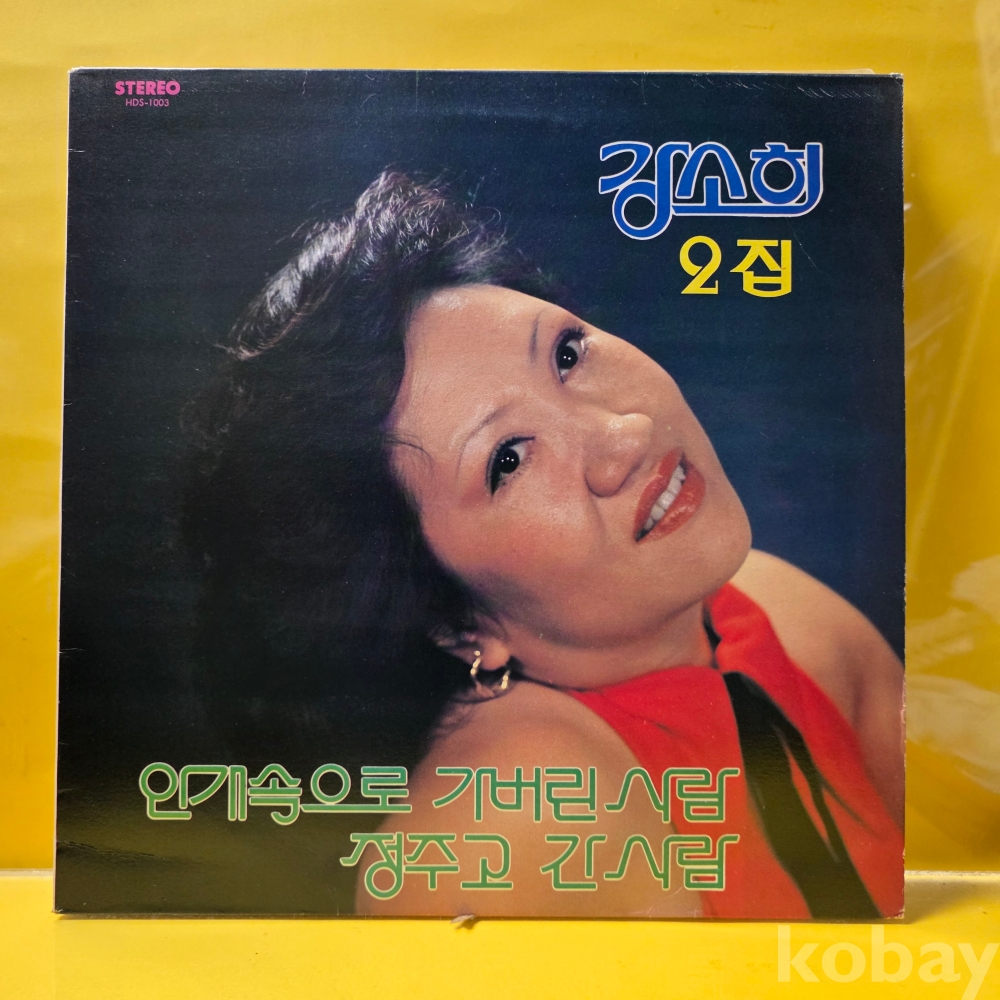 STEREO
HDS-1003
강소희
2집
안개속으로 가버린 사람
정주고 간 사람
kobay